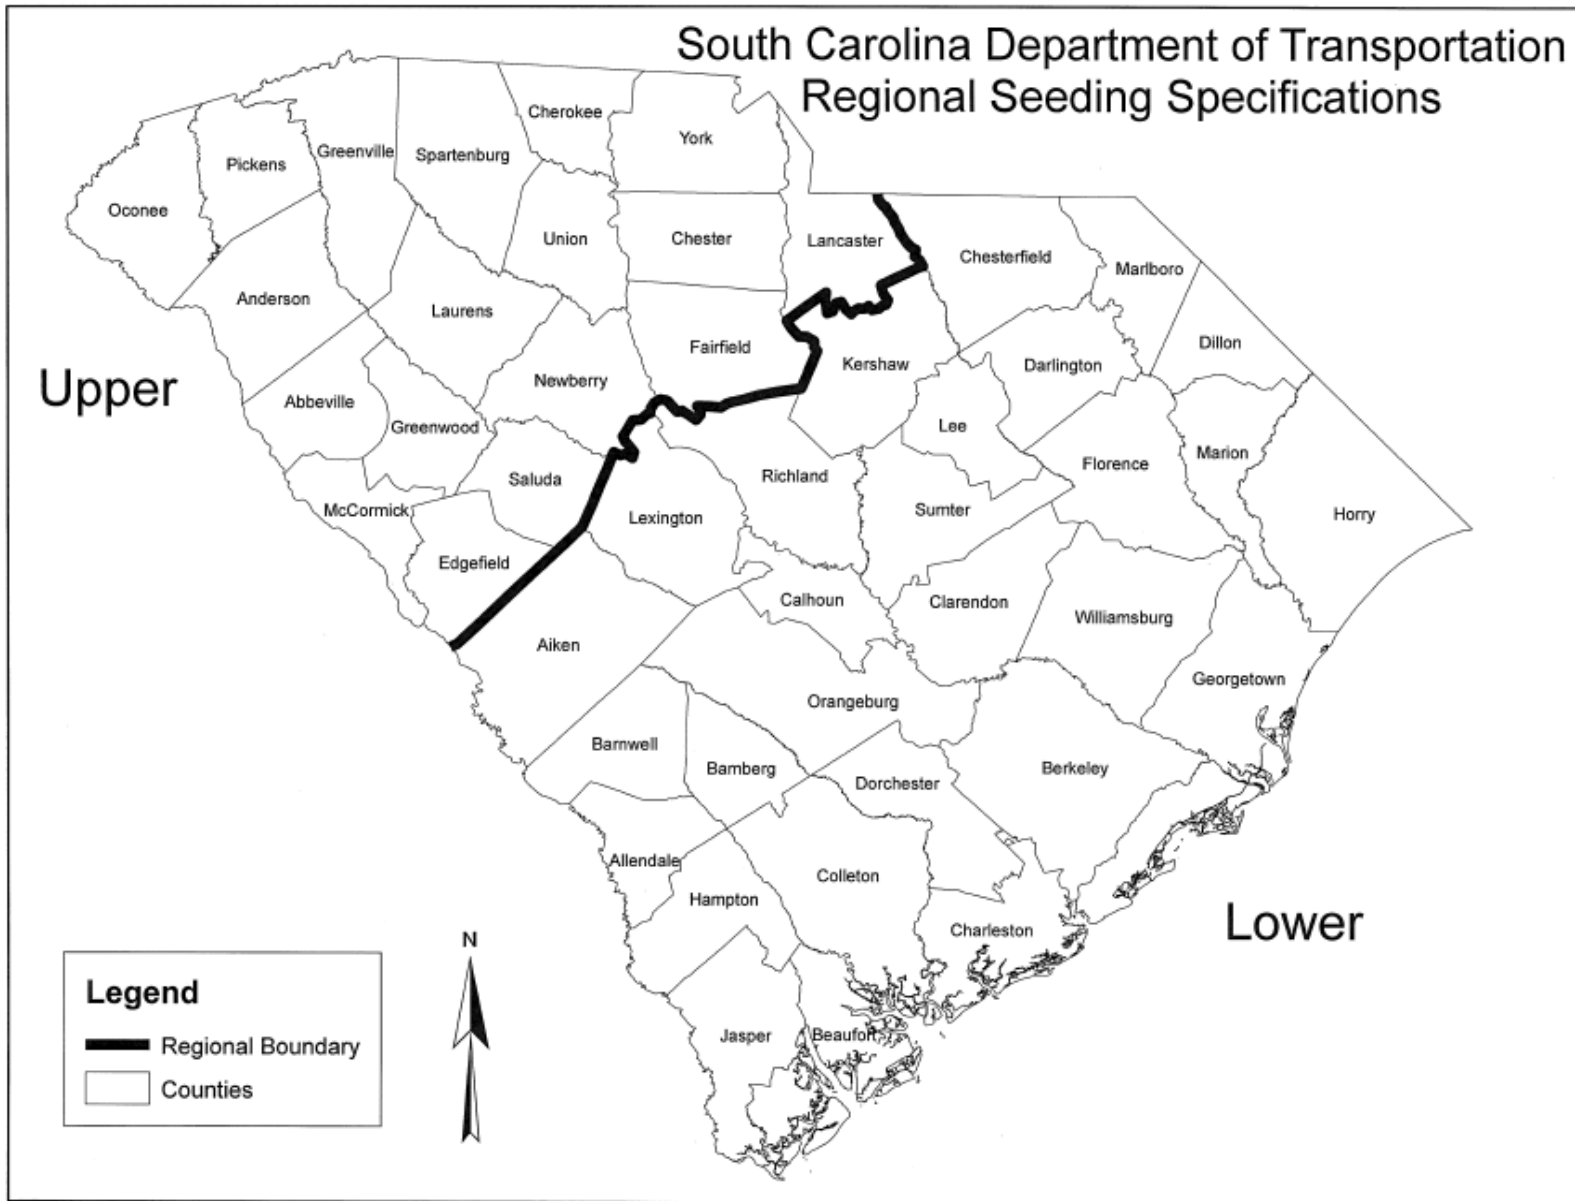 South Carolina Department of Transportation
Regional Seeding Specifications
Cherokee
York
Greenville
Spartenburg
Pickens
Oconee
Union
Chester
Lancaster
Chesterfield
Marlboro
Anderson
Laurens
Fairfield
Kershaw
Darlington
Dillon
Upper
Newberry
Abbeville
Greenwood
Lee
Marion
Florence
Saluda
Richland
McCormick
Lexington
Sumter
Horry
Edgefield
Calhoun
Clarendon
Williamsburg
Aiken
Georgetown
Orangeburg
Barnwell
Bamberg
Dorchester
Berkeley
Allendale
Colleton
Hampton
Charleston
Lower
N
Jasper
Beaufort
Legend
Regional Boundary
Counties